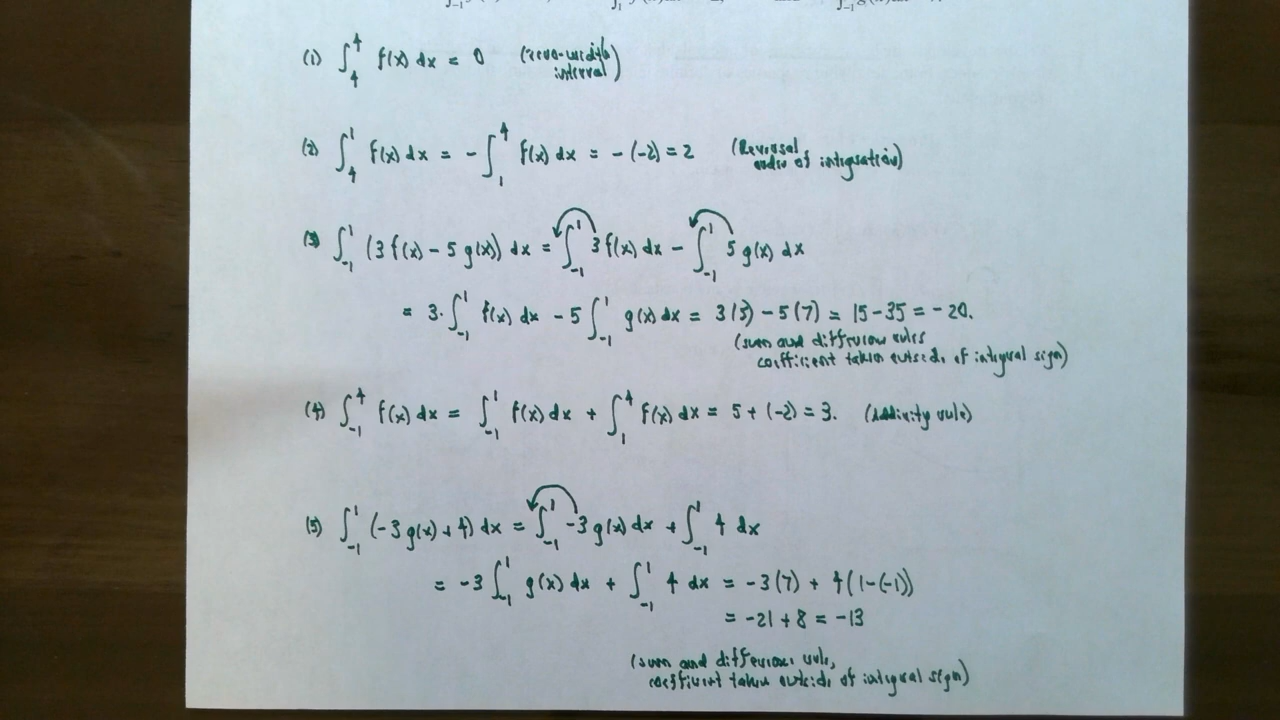 (1) ∫₄⁴ f(x) dx = 0 (zero-width
interval)
(2) ∫₄¹ f(x) dx = -∫₁⁴ f(x) dx = -(-2) = 2 (Reversal
order of integration)
(3) ∫₋₁¹ (3 f(x) - 5 g(x)) dx = ∫₋₁¹ 3 f(x) dx - ∫₋₁¹ 5 g(x) dx
= 3·∫₋₁¹ f(x) dx - 5 ∫₋₁¹ g(x) dx = 3(5) - 5(7) = 15 - 35 = -20.
(sum and difference rules
coefficient taken outside of integral sign)
(4) ∫₋₁⁴ f(x) dx = ∫₋₁¹ f(x) dx + ∫₁⁴ f(x) dx = 5 + (-2) = 3. (Additivity rule)
(5) ∫₋₁¹ (-3 g(x) + 4) dx = ∫₋₁¹ -3 g(x) dx + ∫₋₁¹ 4 dx
= -3 ∫₋₁¹ g(x) dx + ∫₋₁¹ 4 dx = -3(7) + 4(1-(-1))
= -21 + 8 = -13
(sum and difference rule,
coefficient taken outside of integral sign)